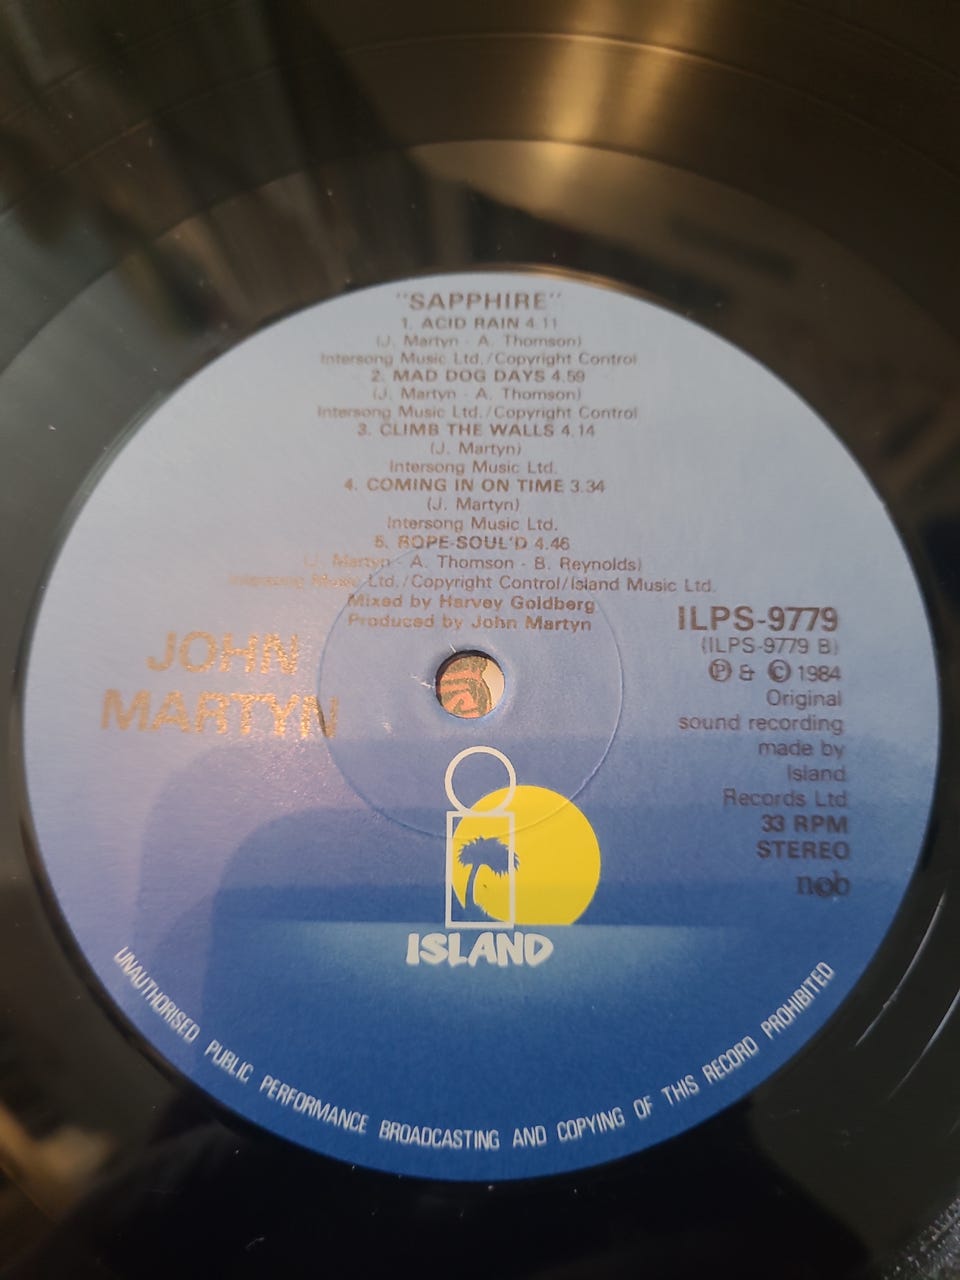 "SAPPHIRE"
1. ACID RAIN 4.11
(J. Martyn - A. Thomson)
Intersong Music Ltd./Copyright Control
2. MAD DOG DAYS 4.59
(J. Martyn - A. Thomson)
Intersong Music Ltd./Copyright Control
3. CLIMB THE WALLS 4.14
(J. Martyn)
Intersong Music Ltd.
4. COMING IN ON TIME 3.34
(J. Martyn)
Intersong Music Ltd.
5. ROPE-SOUL'D 4.46
(J. Martyn - A. Thomson - B. Reynolds)
Intersong Music Ltd./Copyright Control/Island Music Ltd.
Mixed by Harvey Goldberg
Produced by John Martyn
JOHN
MARTYN
ILPS-9779
(ILPS-9779 B)
℗ & © 1984
Original
sound recording
made by
Island
Records Ltd
33 RPM
STEREO
ncb
ISLAND
UNAUTHORISED PUBLIC PERFORMANCE BROADCASTING AND COPYING OF THIS RECORD PROHIBITED